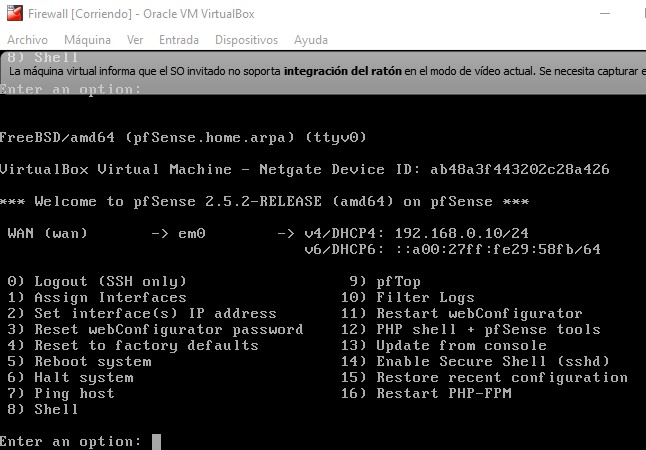 Firewall [Corriendo] - Oracle VM VirtualBox
Archivo Máquina Ver Entrada Dispositivos Ayuda
8) Shell
La máquina virtual informa que el SO invitado no soporta integración del ratón en el modo de vídeo actual. Se necesita capturar e
Enter an option:
FreeBSD/amd64 (pfSense.home.arpa) (ttyv0)
VirtualBox Virtual Machine - Netgate Device ID: ab48a3f443202c28a426
*** Welcome to pfSense 2.5.2-RELEASE (amd64) on pfSense ***
WAN (wan) -> em0 -> v4/DHCP4: 192.168.0.10/24
v6/DHCP6: ::a00:27ff:fe29:58fb/64
0) Logout (SSH only) 9) pfTop
1) Assign Interfaces 10) Filter Logs
2) Set interface(s) IP address 11) Restart webConfigurator
3) Reset webConfigurator password 12) PHP shell + pfSense tools
4) Reset to factory defaults 13) Update from console
5) Reboot system 14) Enable Secure Shell (sshd)
6) Halt system 15) Restore recent configuration
7) Ping host 16) Restart PHP-FPM
8) Shell
Enter an option: